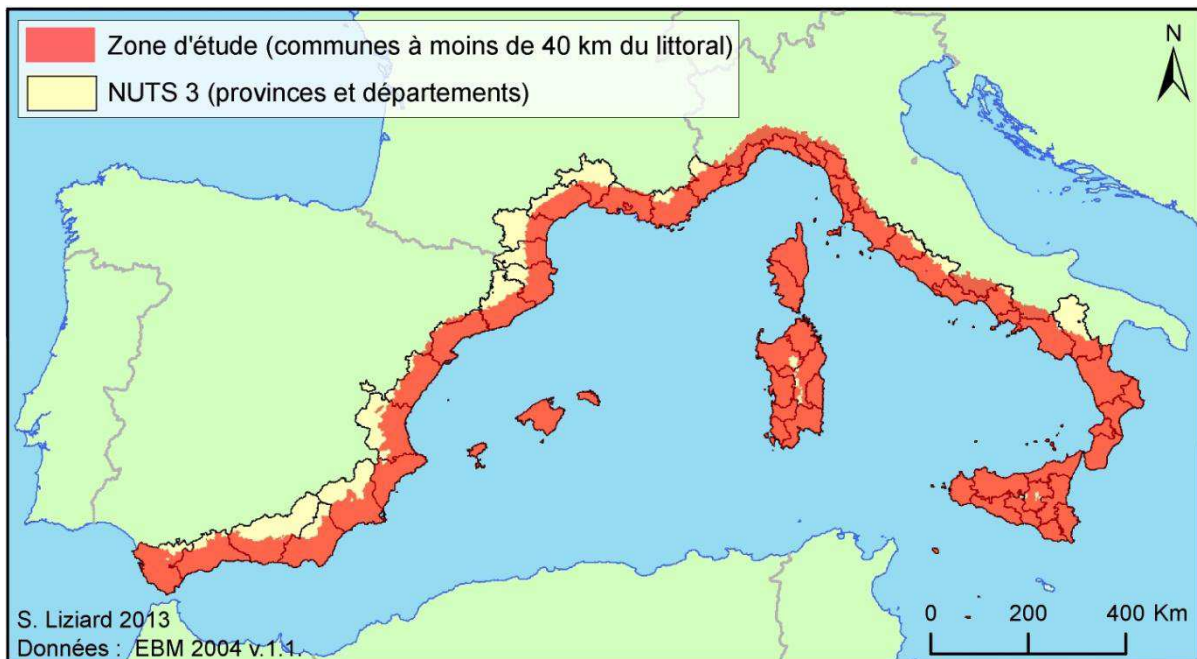 Zone d'étude (communes à moins de 40 km du littoral)
NUTS 3 (provinces et départements)
N
S. Liziard 2013
Données : EBM 2004 v.1.1.
0 200 400 Km